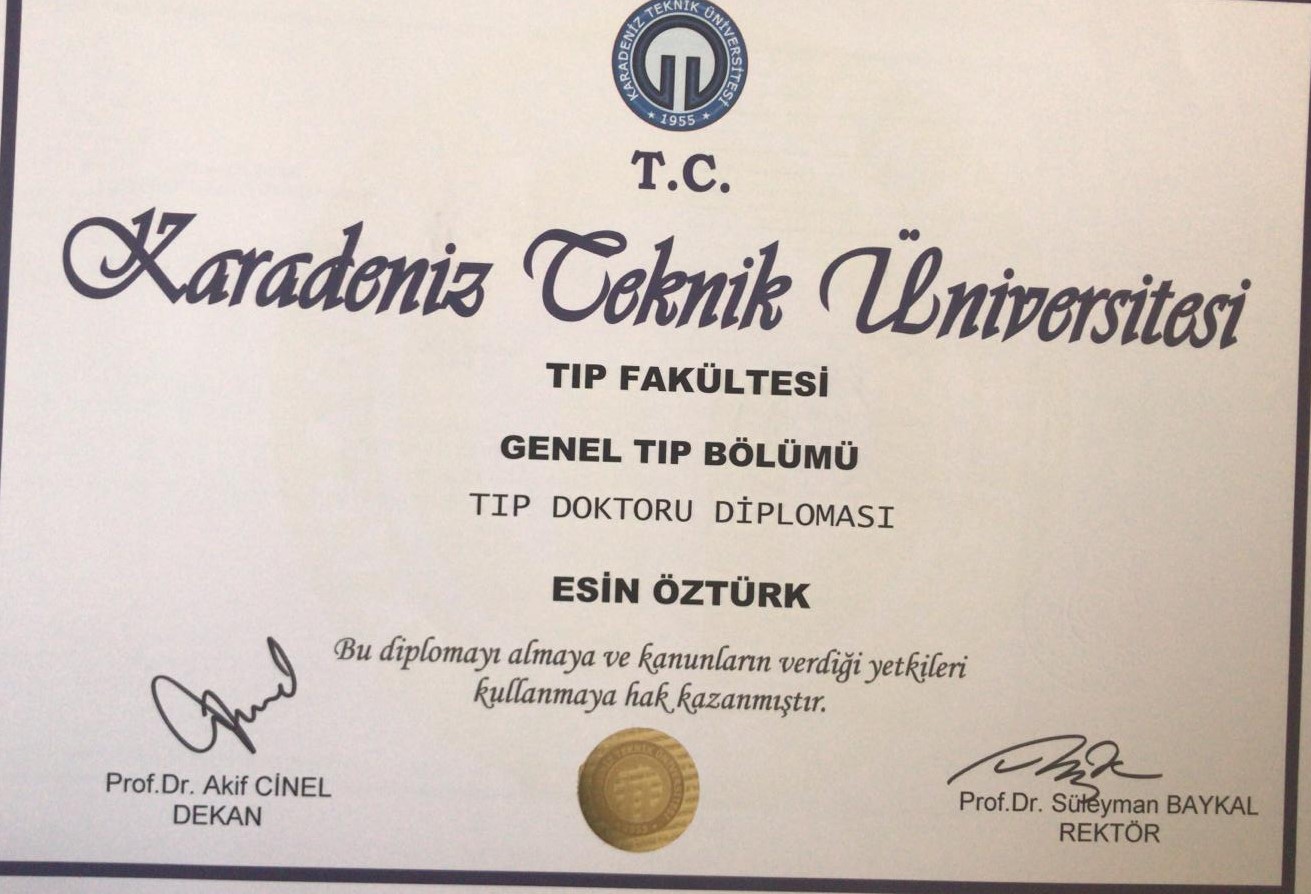 KARADENİZ TEKNİK ÜNİVERSİTESİ
1955
T.C.
Karadeniz Teknik Üniversitesi
TIP FAKÜLTESİ
GENEL TIP BÖLÜMÜ
TIP DOKTORU DİPLOMASI
ESİN ÖZTÜRK
Bu diplomayı almaya ve kanunların verdiği yetkileri
kullanmaya hak kazanmıştır.
Prof.Dr. Akif CİNEL
DEKAN
Prof.Dr. Süleyman BAYKAL
REKTÖR